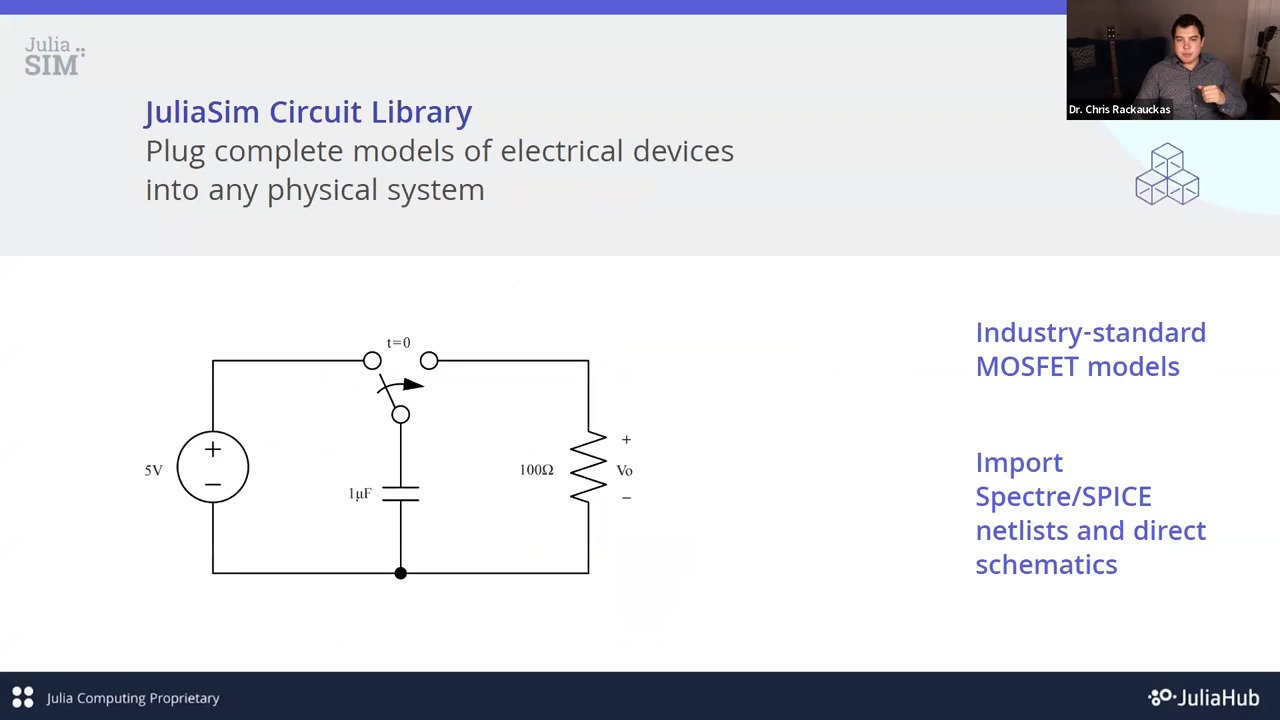 Julia
SIM
Dr. Chris Rackauckas
JuliaSim Circuit Library
Plug complete models of electrical devices
into any physical system
t=0
5V
+
−
1μF
100Ω
+
Vo
−
Industry-standard
MOSFET models
Import
Spectre/SPICE
netlists and direct
schematics
Julia Computing Proprietary
JuliaHub